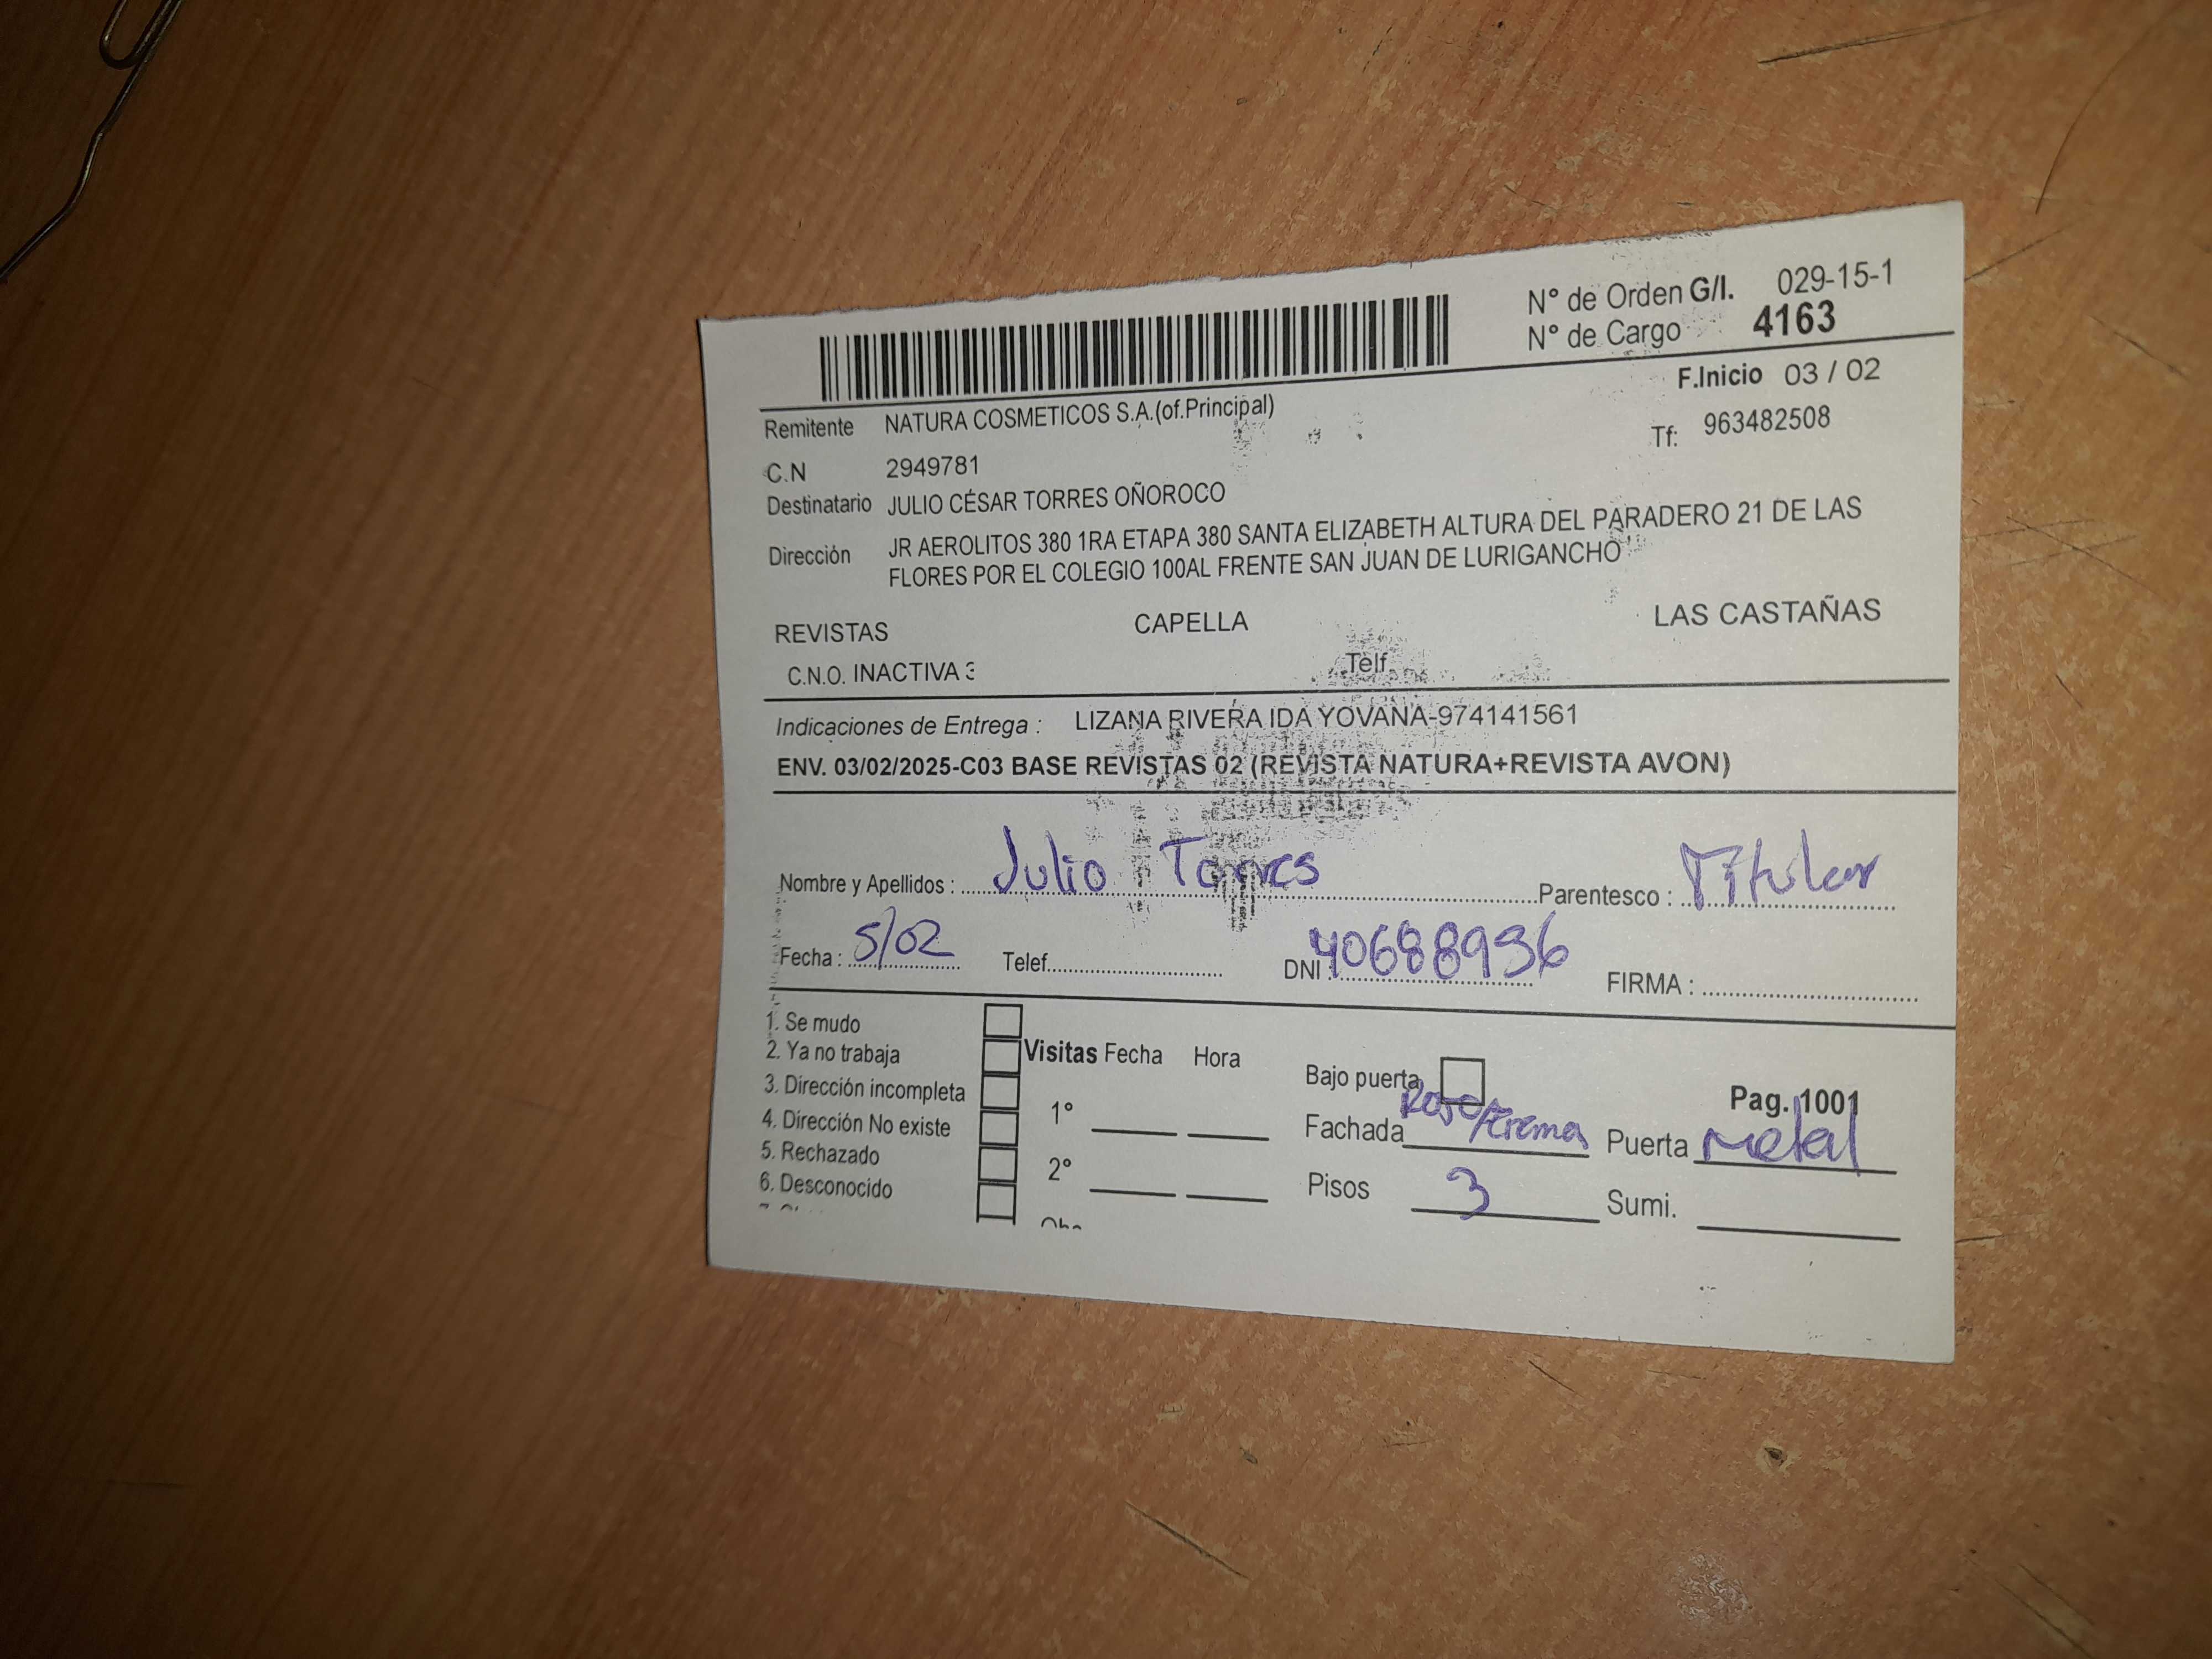 N° de Orden G/I. 029-15-1
N° de Cargo 4163
F.Inicio 03 / 02
Remitente NATURA COSMETICOS S.A.(of.Principal)
Tf: 963482508
C.N 2949781
Destinatario JULIO CÉSAR TORRES OÑOROCO
Dirección JR AEROLITOS 380 1RA ETAPA 380 SANTA ELIZABETH ALTURA DEL PARADERO 21 DE LAS
FLORES POR EL COLEGIO 100AL FRENTE SAN JUAN DE LURIGANCHO
REVISTAS CAPELLA LAS CASTAÑAS
C.N.O. INACTIVA 3 Telf.
Indicaciones de Entrega : LIZANA RIVERA IDA YOVANA-974141561
ENV. 03/02/2025-C03 BASE REVISTAS 02 (REVISTA NATURA+REVISTA AVON)
Nombre y Apellidos : Julio Torres Parentesco : Titular
Fecha : 5/02 Telef. DNI : 40688936 FIRMA :
1. Se mudo
2. Ya no trabaja Visitas Fecha Hora
3. Dirección incompleta Bajo puerta Pag. 1001
4. Dirección No existe 1° Fachada Rojo/Crema Puerta Metal
5. Rechazado
6. Desconocido 2° Pisos 3 Sumi.